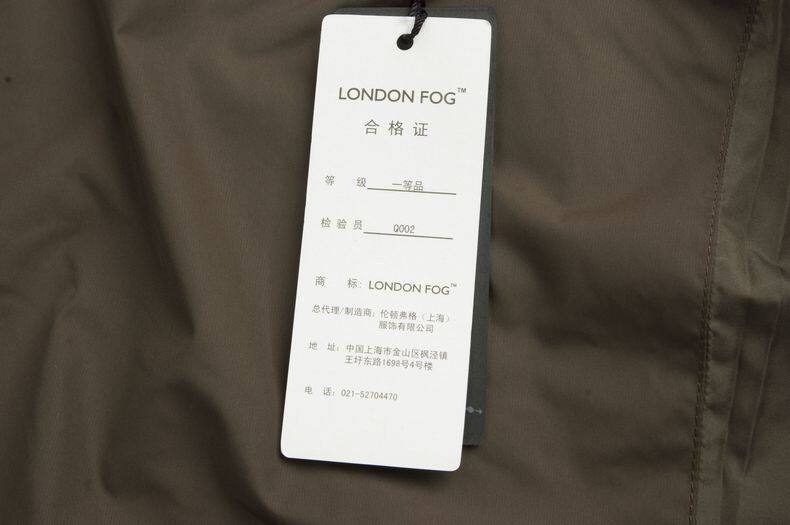 LONDON FOG™
合格证
等 级 一等品
检验员 Q002
商 标：LONDON FOG™
总代理/制造商：伦顿弗格（上海）
服饰有限公司
地 址：中国上海市金山区枫泾镇
王圩东路1698号4号楼
电 话：021-52704470